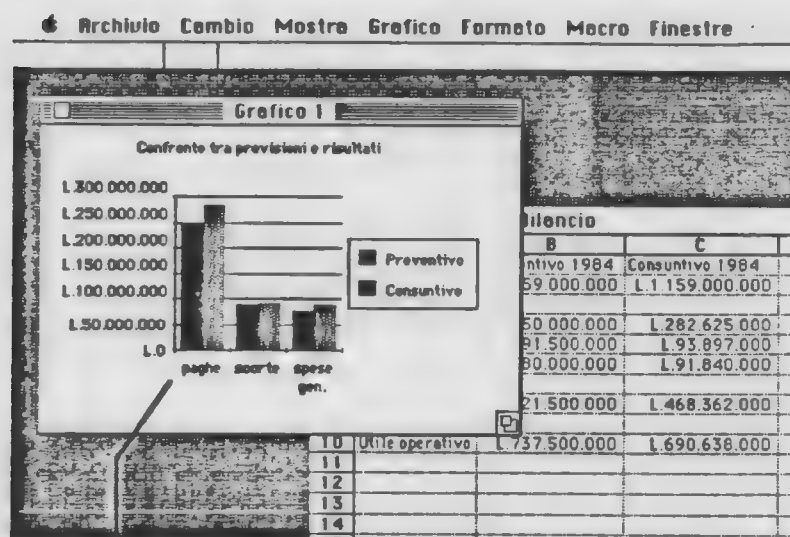 Archivio Cambio Mostra Grafico Formato Macro Finestre
Grafico 1
Confronto tra previsioni e risultati
L.300.000.000
L.250.000.000
L.200.000.000
L.150.000.000
L.100.000.000
L.50.000.000
L.0
paghe scorte spese
gen.
Preventivo
Consuntivo
ilancio
B C
ntivo 1984 Consuntivo 1984
59.000.000 L.1.159.000.000
50.000.000 L.282.625.000
91.500.000 L.93.897.000
80.000.000 L.91.840.000
21.500.000 L.468.362.000
10 Utile operativo L.737.500.000 L.690.638.000
11
12
13
14